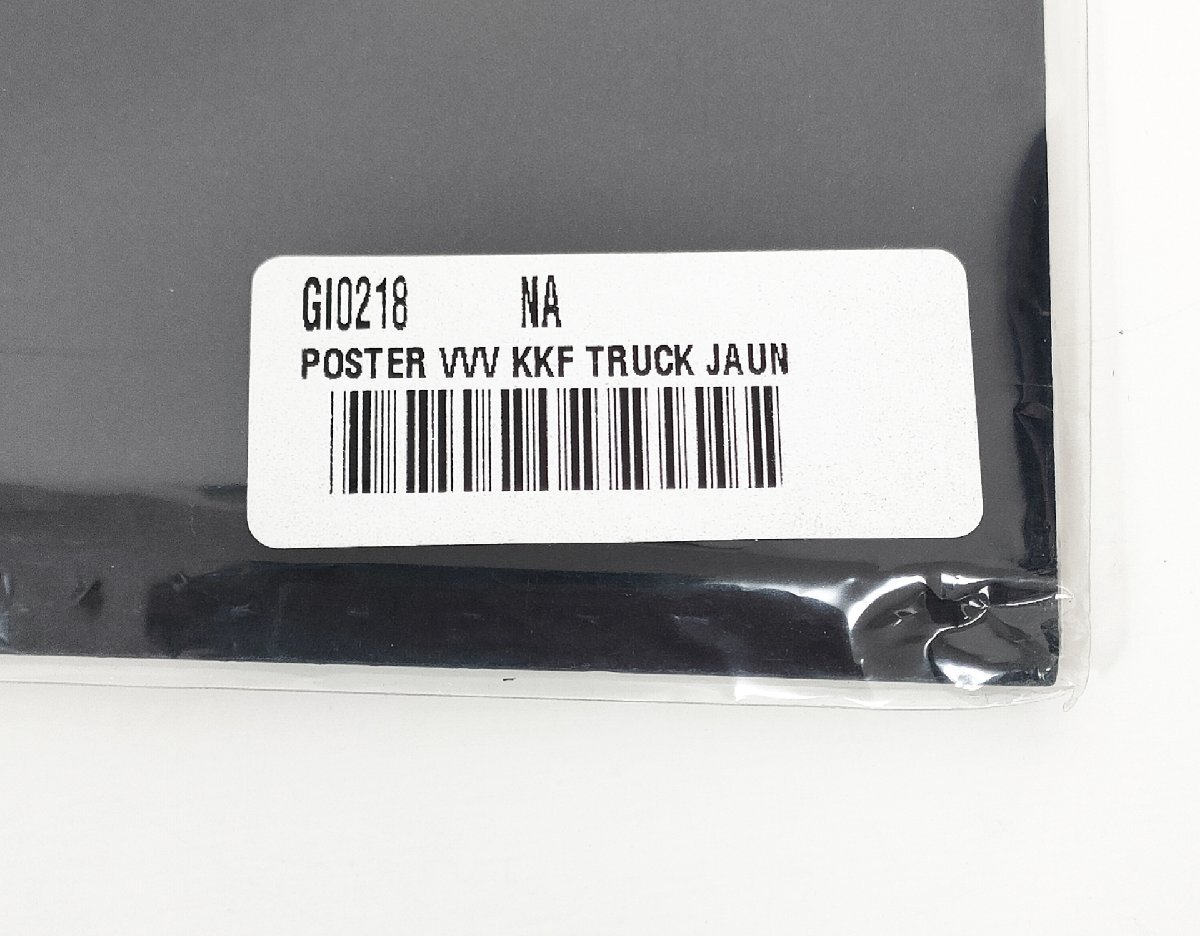 GI0218 NA
POSTER VVV KKF TRUCK JAUN